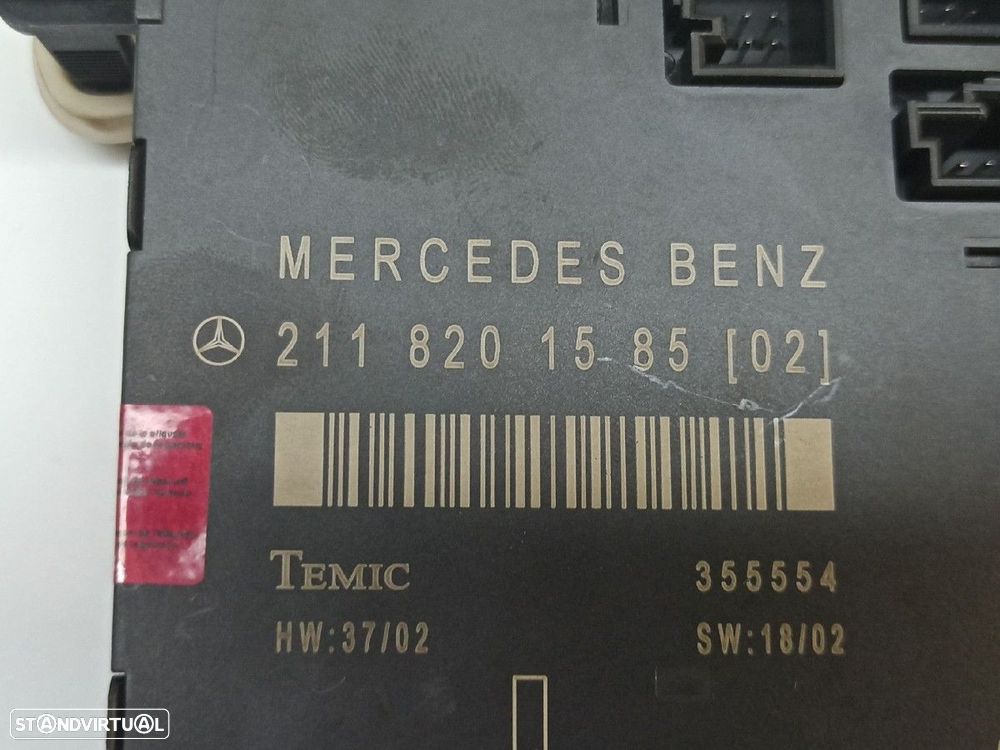 MERCEDES BENZ
211 820 15 85 [02]
TEMIC 355554
HW:37/02 SW:18/02
STANDVIRTUAL